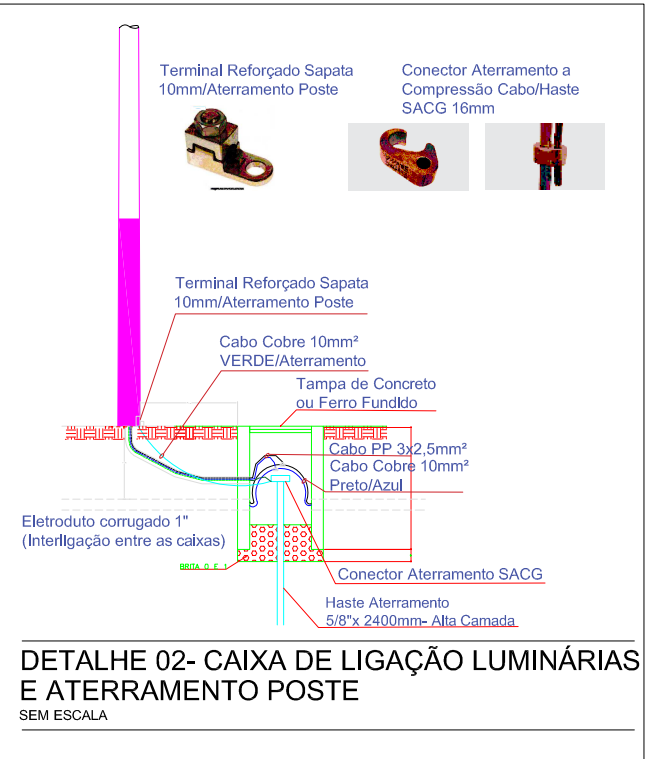 Terminal Reforçado Sapata
10mm/Aterramento Poste
Conector Aterramento a
Compressão Cabo/Haste
SACG 16mm
Terminal Reforçado Sapata
10mm/Aterramento Poste
Cabo Cobre 10mm²
VERDE/Aterramento
Tampa de Concreto
ou Ferro Fundido
Cabo PP 3x2,5mm²
Cabo Cobre 10mm²
Preto/Azul
Eletroduto corrugado 1"
(Interligação entre as caixas)
BRITA 0 E 1
Conector Aterramento SACG
Haste Aterramento
5/8"x 2400mm- Alta Camada
DETALHE 02- CAIXA DE LIGAÇÃO LUMINÁRIAS
E ATERRAMENTO POSTE
SEM ESCALA